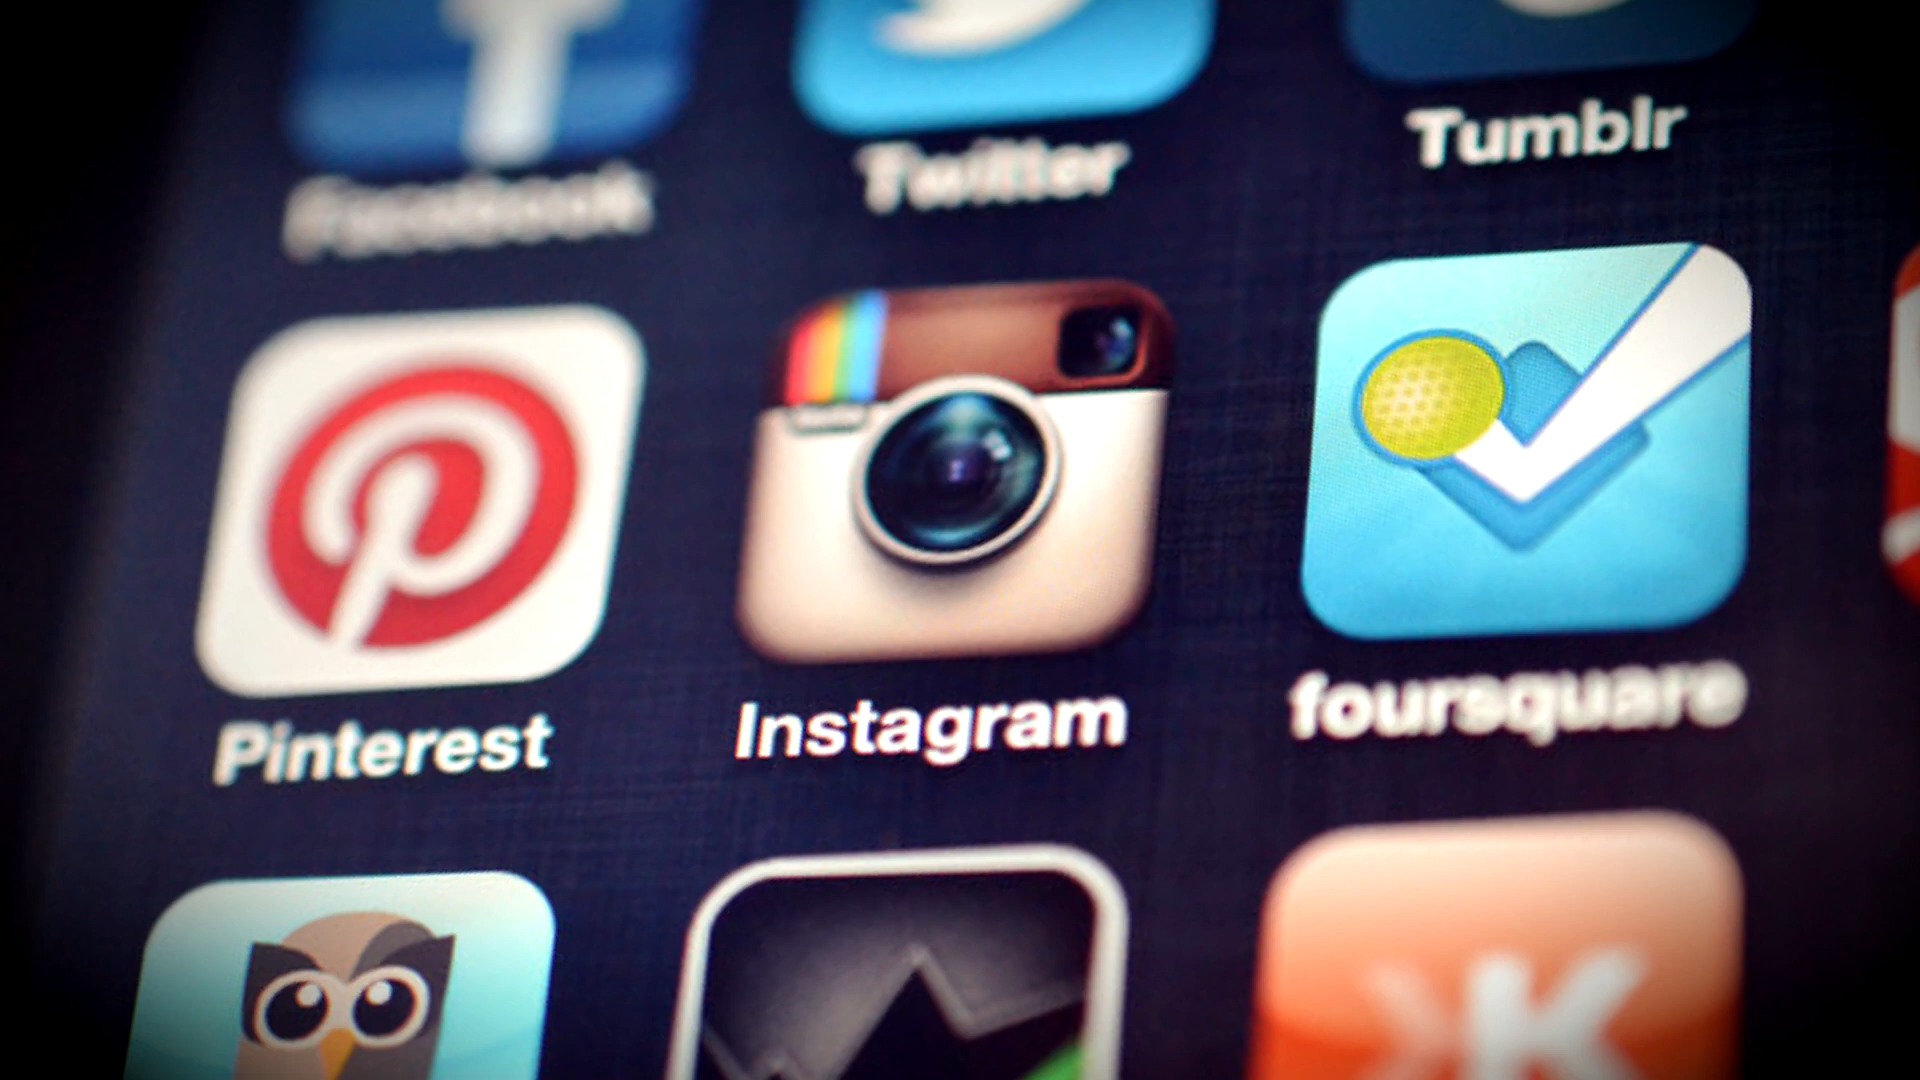 Facebook
Twitter
Tumblr
Pinterest
Instagram
foursquare
K